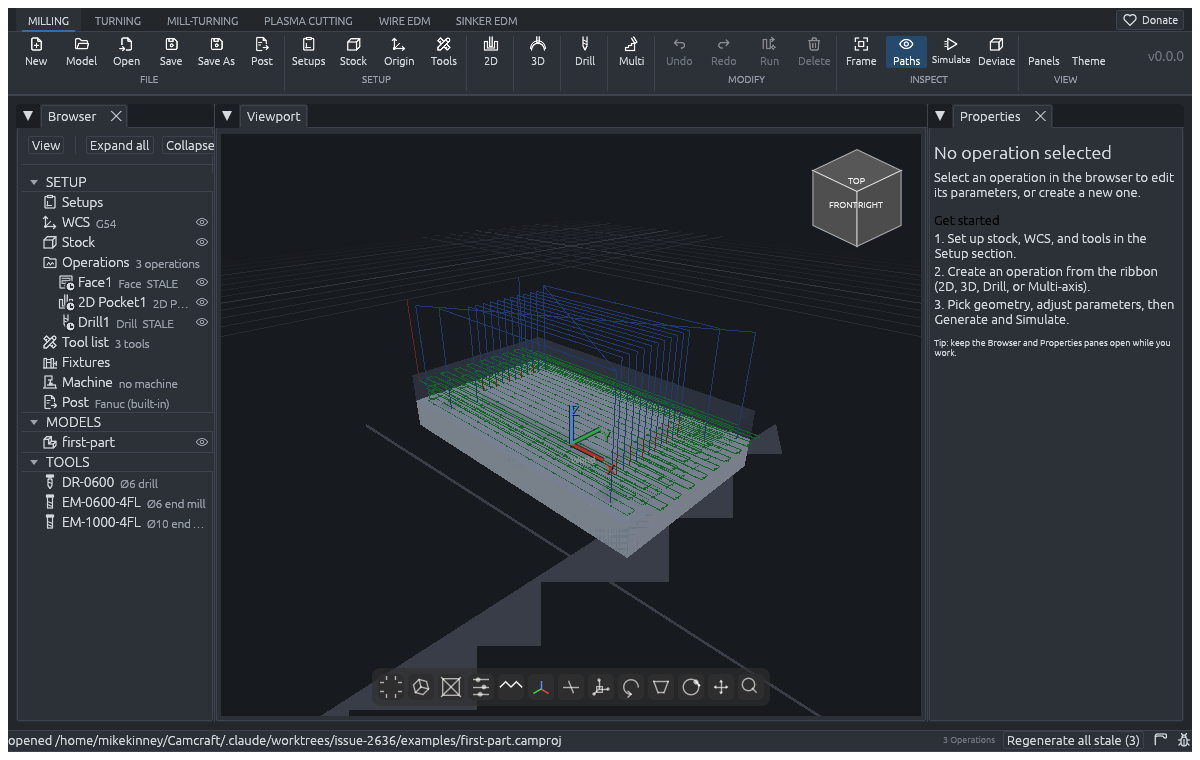 MILLING TURNING MILL-TURNING PLASMA CUTTING WIRE EDM SINKER EDM Donate
New Model Open Save Save As Post Setups Stock Origin Tools 2D 3D Drill Multi Undo Redo Run Delete Frame Paths Simulate Deviate Panels Theme v0.0.0
FILE SETUP MODIFY INSPECT VIEW
Browser
View Expand all Collapse
SETUP
Setups
WCS G54
Stock
Operations 3 operations
Face1 Face STALE
2D Pocket1 2D P...
Drill1 Drill STALE
Tool list 3 tools
Fixtures
Machine no machine
Post Fanuc (built-in)
MODELS
first-part
TOOLS
DR-0600 Ø6 drill
EM-0600-4FL Ø6 end mill
EM-1000-4FL Ø10 end ...
Viewport
TOP
FRONT RIGHT
Z
Y
X
Properties
No operation selected
Select an operation in the browser to edit
its parameters, or create a new one.
Get started
1. Set up stock, WCS, and tools in the
Setup section.
2. Create an operation from the ribbon
(2D, 3D, Drill, or Multi-axis).
3. Pick geometry, adjust parameters, then
Generate and Simulate.
Tip: keep the Browser and Properties panes open while you
work.
opened /home/mikekinney/Camcraft/.claude/worktrees/issue-2636/examples/first-part.camproj
3 Operations Regenerate all stale (3)